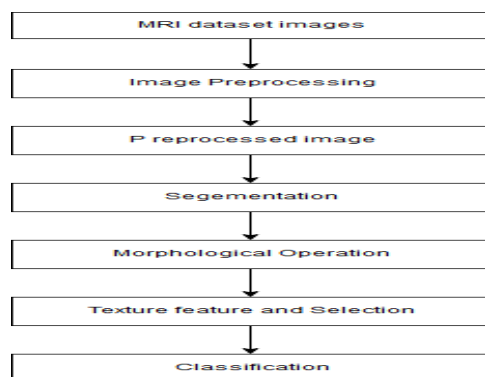 MRI dataset images
Image Preprocessing
P reprocessed image
Segementation
Morphological Operation
Texture feature and Selection
Classification